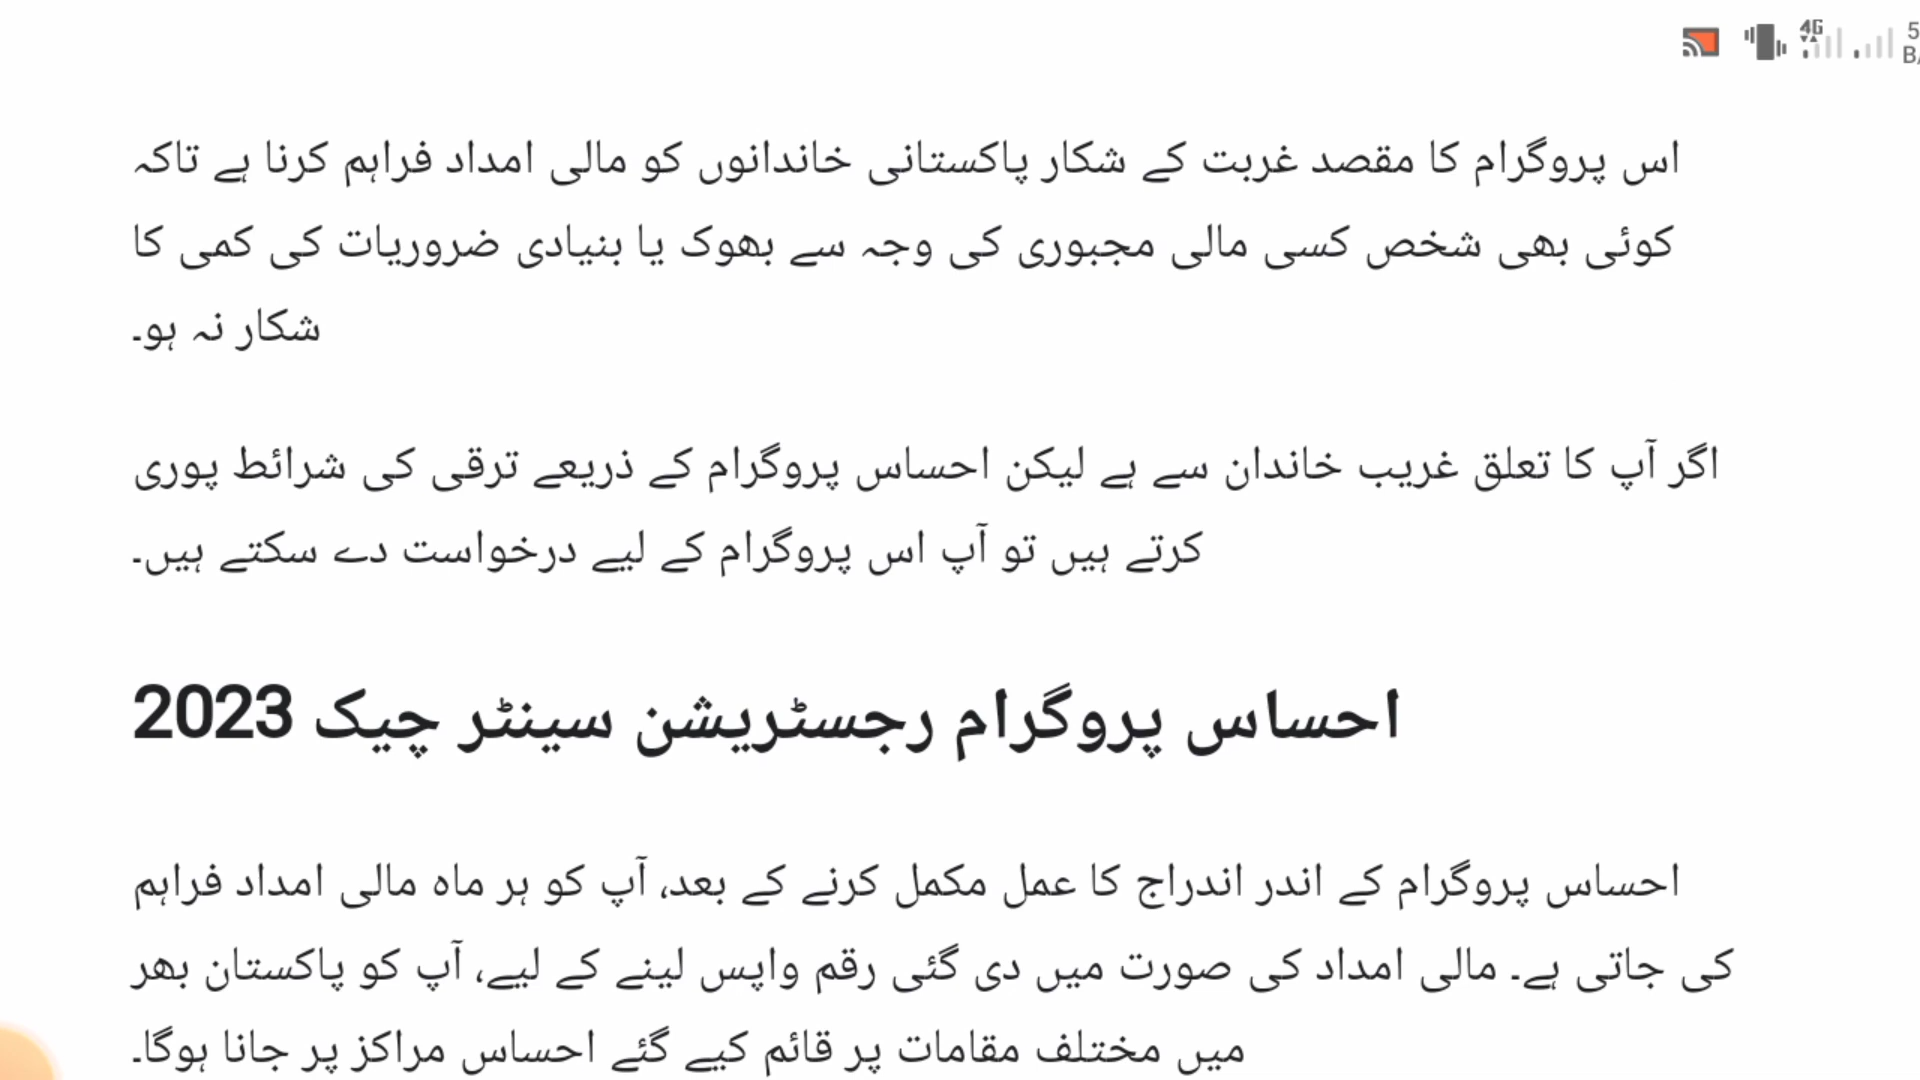 4G
5
B/
اس پروگرام کا مقصد غربت کے شکار پاکستانی خاندانوں کو مالی امداد فراہم کرنا ہے تاکہ
کوئی بھی شخص کسی مالی مجبوری کی وجہ سے بھوک یا بنیادی ضروریات کی کمی کا
شکار نہ ہو۔
اگر آپ کا تعلق غریب خاندان سے ہے لیکن احساس پروگرام کے ذریعے ترقی کی شرائط پوری
کرتے ہیں تو آپ اس پروگرام کے لیے درخواست دے سکتے ہیں۔
احساس پروگرام رجسٹریشن سینٹر چیک 2023
احساس پروگرام کے اندر اندراج کا عمل مکمل کرنے کے بعد، آپ کو ہر ماہ مالی امداد فراہم
کی جاتی ہے۔ مالی امداد کی صورت میں دی گئی رقم واپس لینے کے لیے، آپ کو پاکستان بھر
میں مختلف مقامات پر قائم کیے گئے احساس مراکز پر جانا ہوگا۔